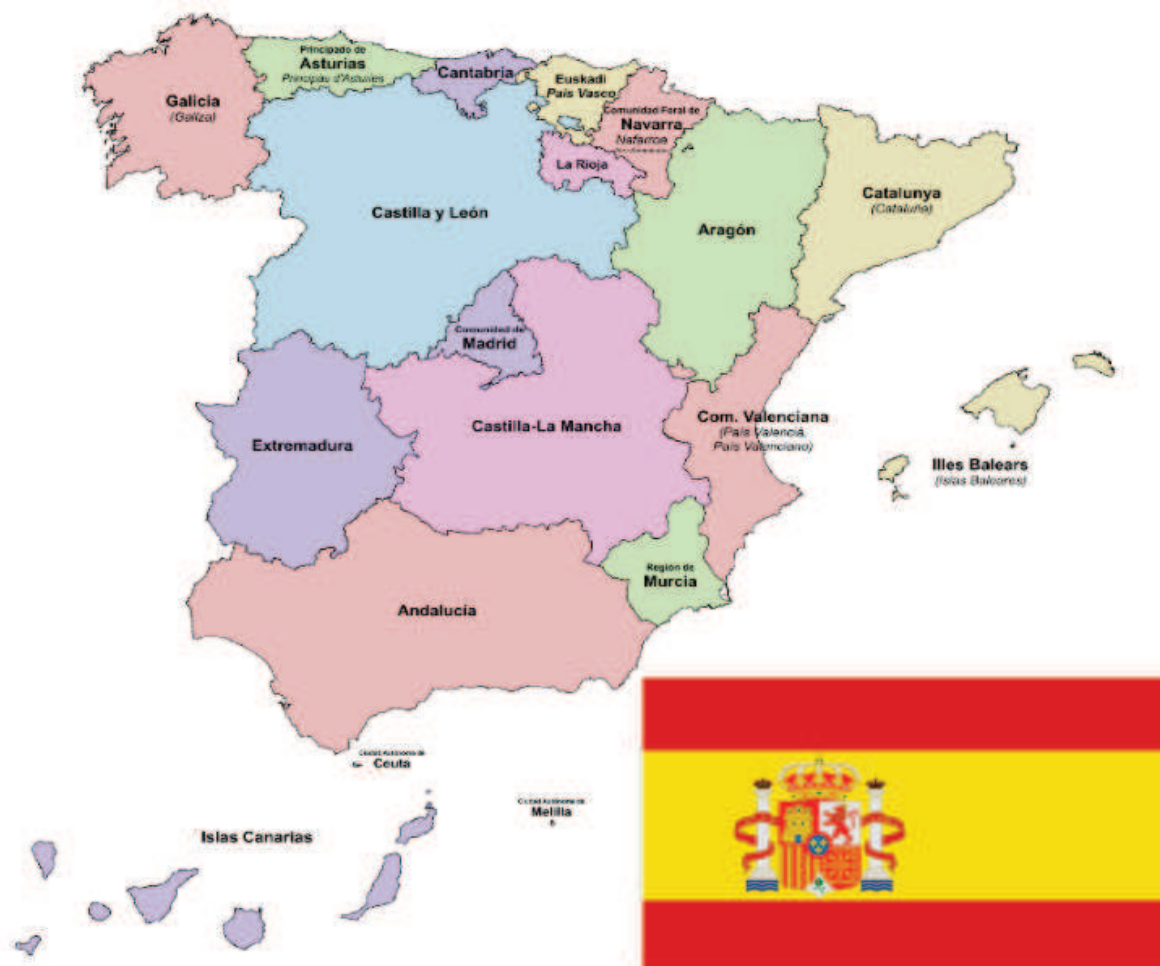 Galicia
(Galiza)
Principado de
Asturias
Principáu d'Asturies
Cantabria
Euskadi
País Vasco
Comunidad Foral de
Navarra
Nafarroa
La Rioja
Castilla y León
Aragón
Catalunya
(Cataluña)
Comunidad de
Madrid
Extremadura
Castilla-La Mancha
Com. Valenciana
(País Valencià,
País Valenciano)
Illes Balears
(Islas Baleares)
Región de
Murcia
Andalucía
Ciudad Autónoma de
Ceuta
Ciudad Autónoma de
Melilla
Islas Canarias